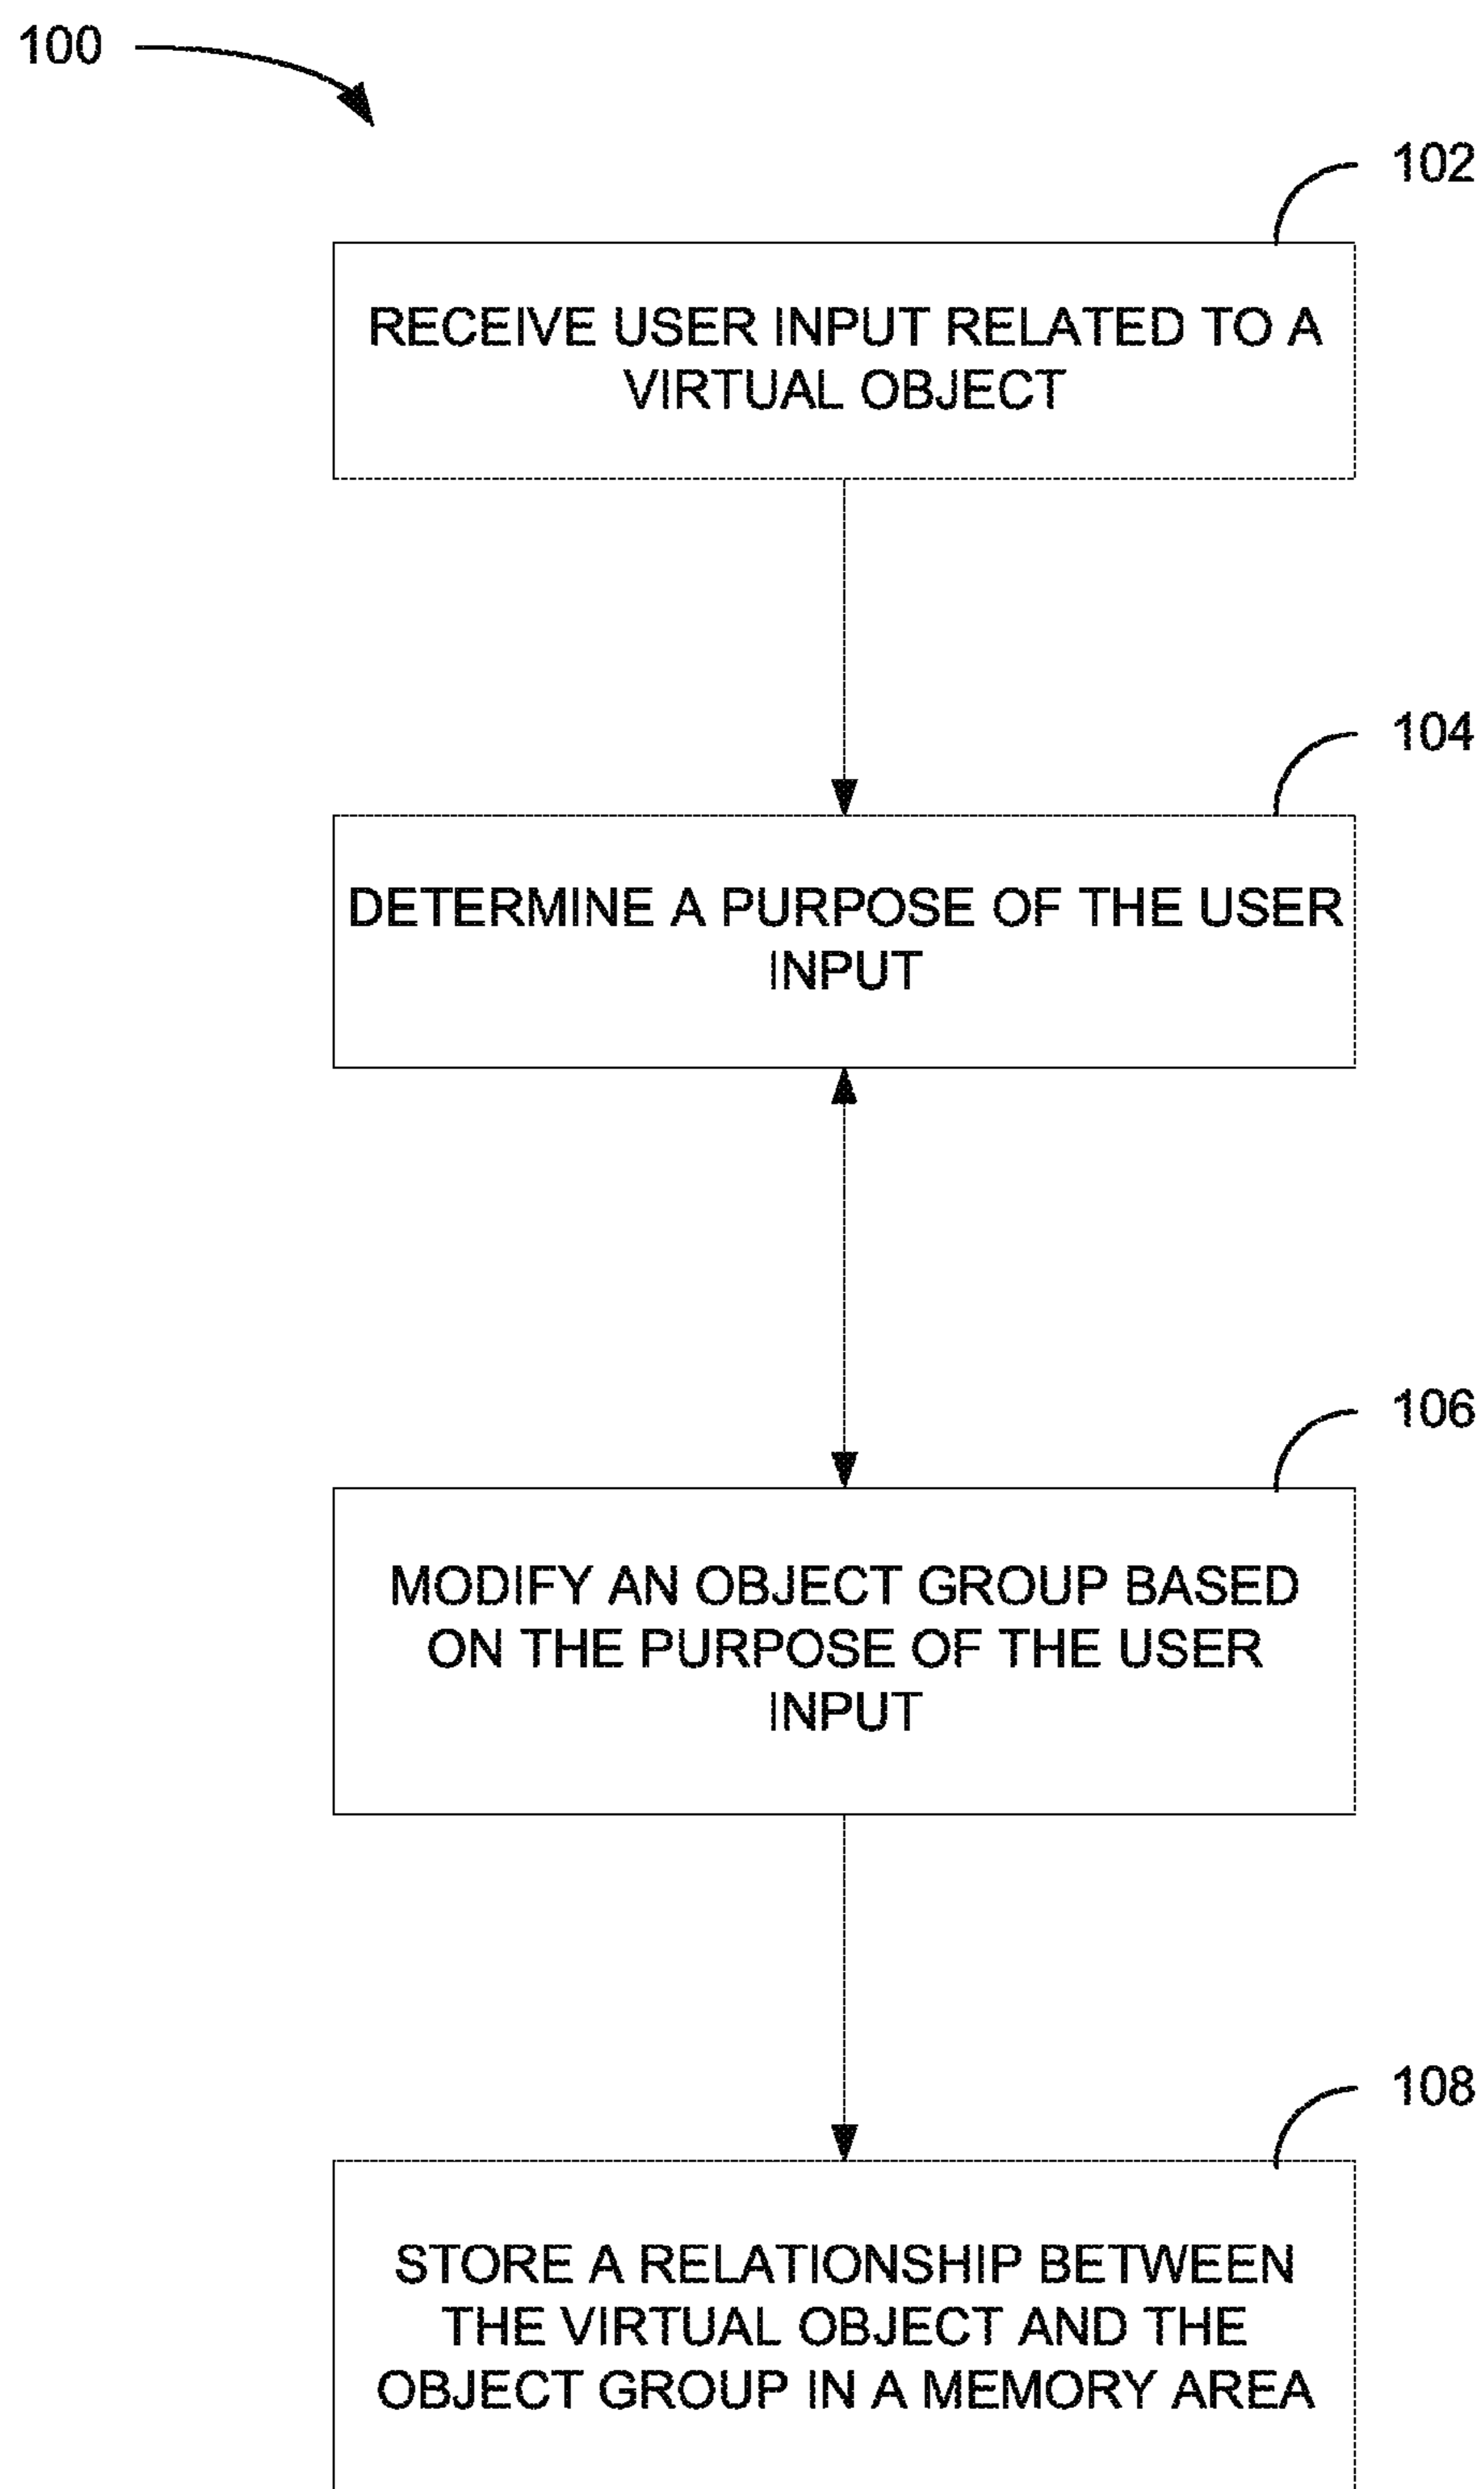 100
102
RECEIVE USER INPUT RELATED TO A
VIRTUAL OBJECT
104
DETERMINE A PURPOSE OF THE USER
INPUT
106
MODIFY AN OBJECT GROUP BASED
ON THE PURPOSE OF THE USER
INPUT
108
STORE A RELATIONSHIP BETWEEN
THE VIRTUAL OBJECT AND THE
OBJECT GROUP IN A MEMORY AREA